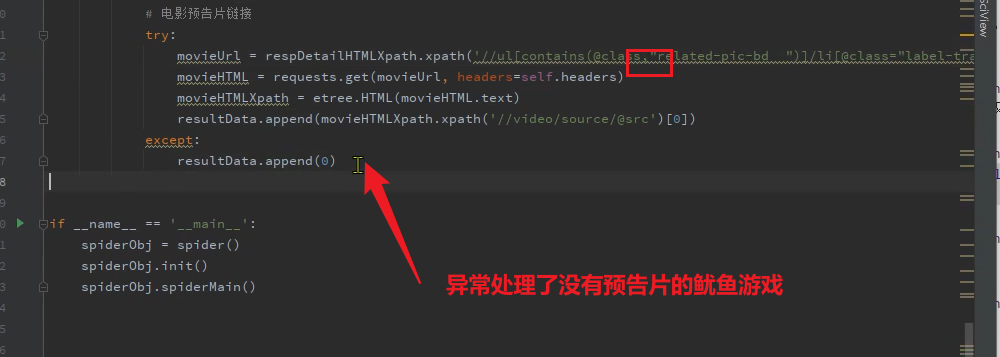 # 电影预告片链接
try:
movieUrl = respDetailHTMLXpath.xpath('//ul[contains(@class,"related-pic-bd  ")]/li[@class="label-tra
movieHTML = requests.get(movieUrl, headers=self.headers)
movieHTMLXpath = etree.HTML(movieHTML.text)
resultData.append(movieHTMLXpath.xpath('//video/source/@src')[0])
except:
resultData.append(0)
if __name__ == '__main__':
spiderObj = spider()
spiderObj.init()
spiderObj.spiderMain()
异常处理了没有预告片的鱿鱼游戏
SciView